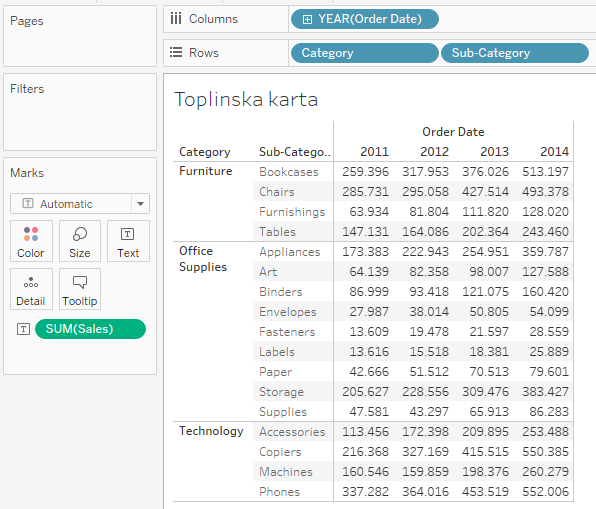 Pages
Columns
YEAR(Order Date)
Rows
Category
Sub-Category
Filters
Marks
Automatic
Color
Size
Text
Detail
Tooltip
SUM(Sales)
Toplinska karta
Order Date
Category Sub-Catego.. 2011 2012 2013 2014
Furniture Bookcases 259.396 317.953 376.026 513.197
Chairs 285.731 295.058 427.514 493.378
Furnishings 63.934 81.804 111.820 128.020
Tables 147.131 164.086 202.364 243.460
Office Supplies Appliances 173.383 222.943 254.951 359.787
Art 64.139 82.358 98.007 127.588
Binders 86.999 93.418 121.075 160.420
Envelopes 27.987 38.014 50.805 54.099
Fasteners 13.609 19.478 21.597 28.559
Labels 13.616 15.518 18.381 25.889
Paper 42.666 51.512 70.513 79.601
Storage 205.627 228.556 309.476 383.427
Supplies 47.581 43.297 65.913 86.283
Technology Accessories 113.456 172.398 209.895 253.488
Copiers 216.368 327.169 415.515 550.385
Machines 160.546 159.859 198.376 260.279
Phones 337.282 364.016 453.519 552.006